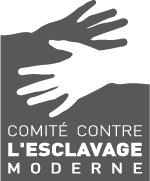 COMITÉ CONTRE
L'ESCLAVAGE
MODERNE